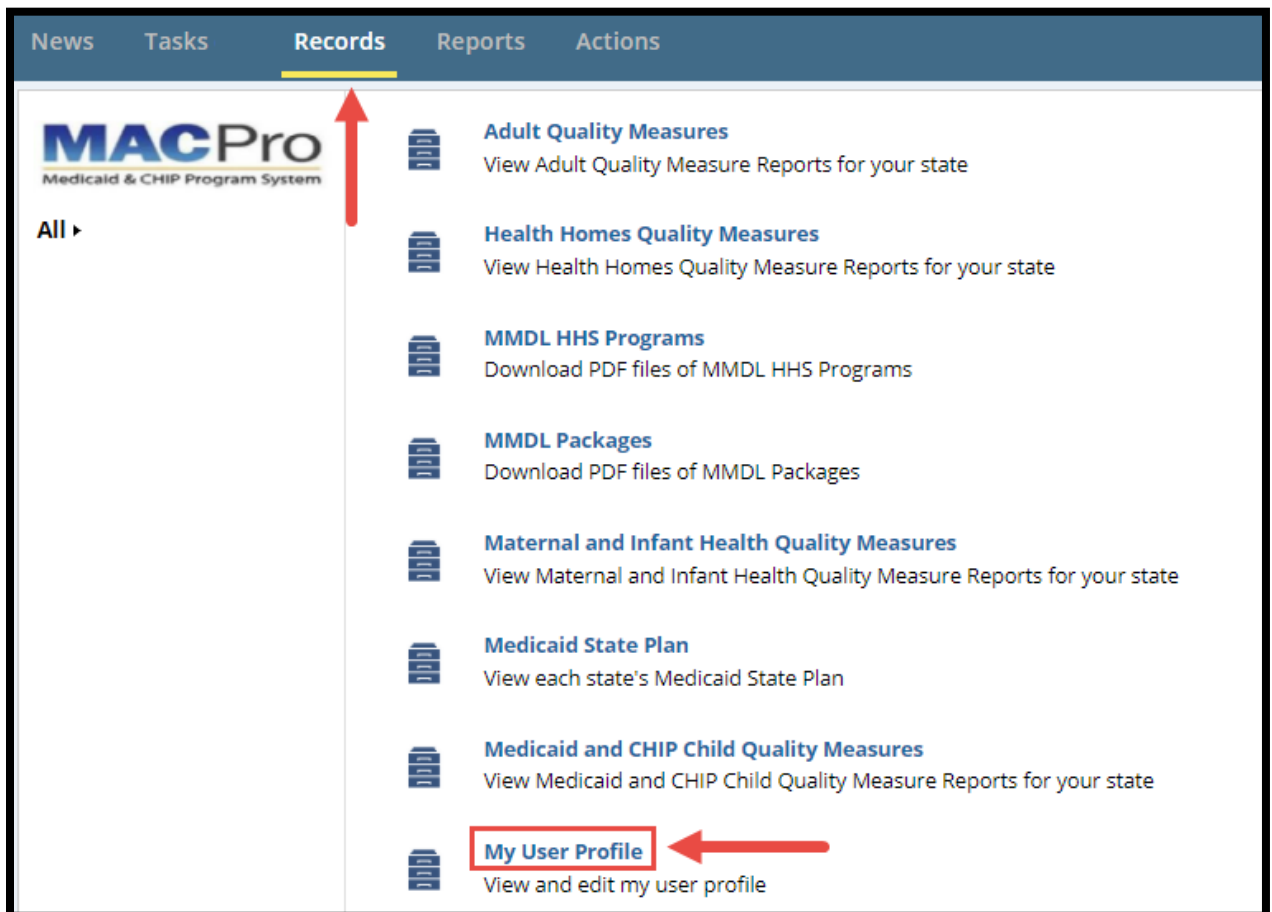 News Tasks Records Reports Actions
MACPro
Medicaid & CHIP Program System
All
Adult Quality Measures
View Adult Quality Measure Reports for your state
Health Homes Quality Measures
View Health Homes Quality Measure Reports for your state
MMDL HHS Programs
Download PDF files of MMDL HHS Programs
MMDL Packages
Download PDF files of MMDL Packages
Maternal and Infant Health Quality Measures
View Maternal and Infant Health Quality Measure Reports for your state
Medicaid State Plan
View each state's Medicaid State Plan
Medicaid and CHIP Child Quality Measures
View Medicaid and CHIP Child Quality Measure Reports for your state
My User Profile
View and edit my user profile